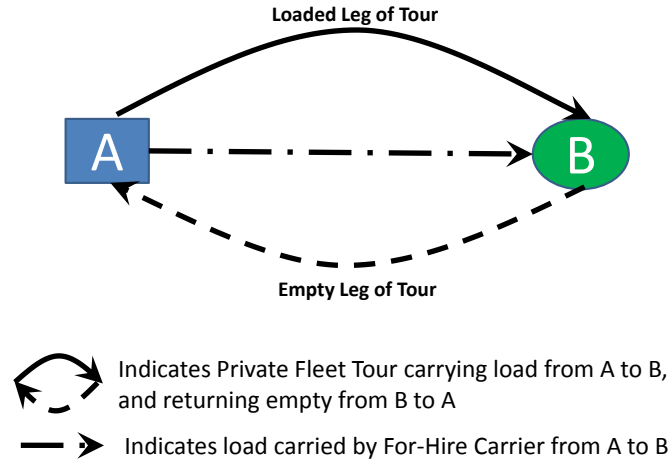 Loaded Leg of Tour
A
B
Empty Leg of Tour
Indicates Private Fleet Tour carrying load from A to B,
and returning empty from B to A
Indicates load carried by For-Hire Carrier from A to B